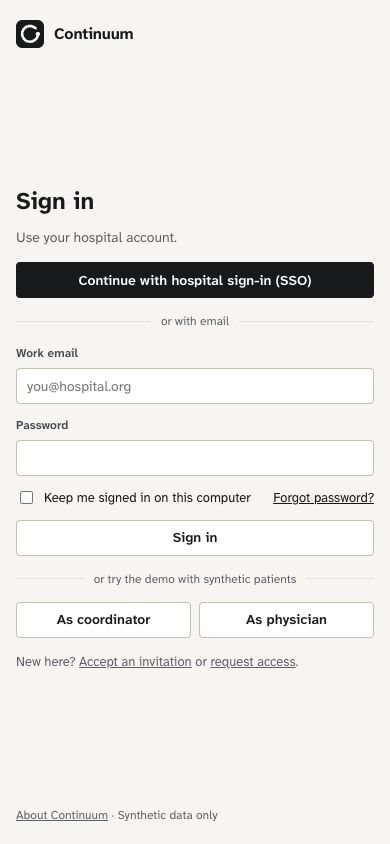 Continuum
Sign in
Use your hospital account.
Continue with hospital sign-in (SSO)
or with email
Work email
you@hospital.org
Password
Keep me signed in on this computer
Forgot password?
Sign in
or try the demo with synthetic patients
As coordinator
As physician
New here? Accept an invitation or request access.
About Continuum · Synthetic data only